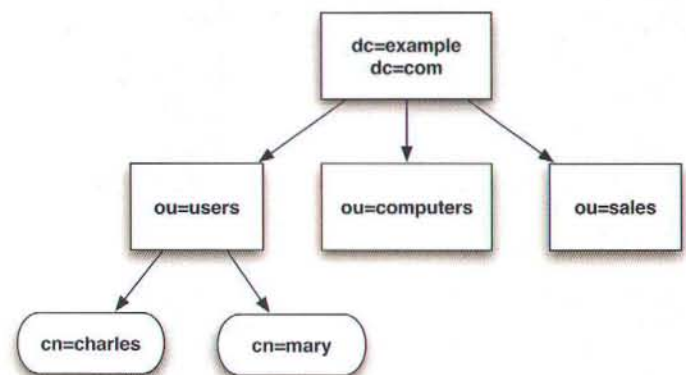 dc=example
dc=com
ou=users
ou=computers
ou=sales
cn=charles
cn=mary